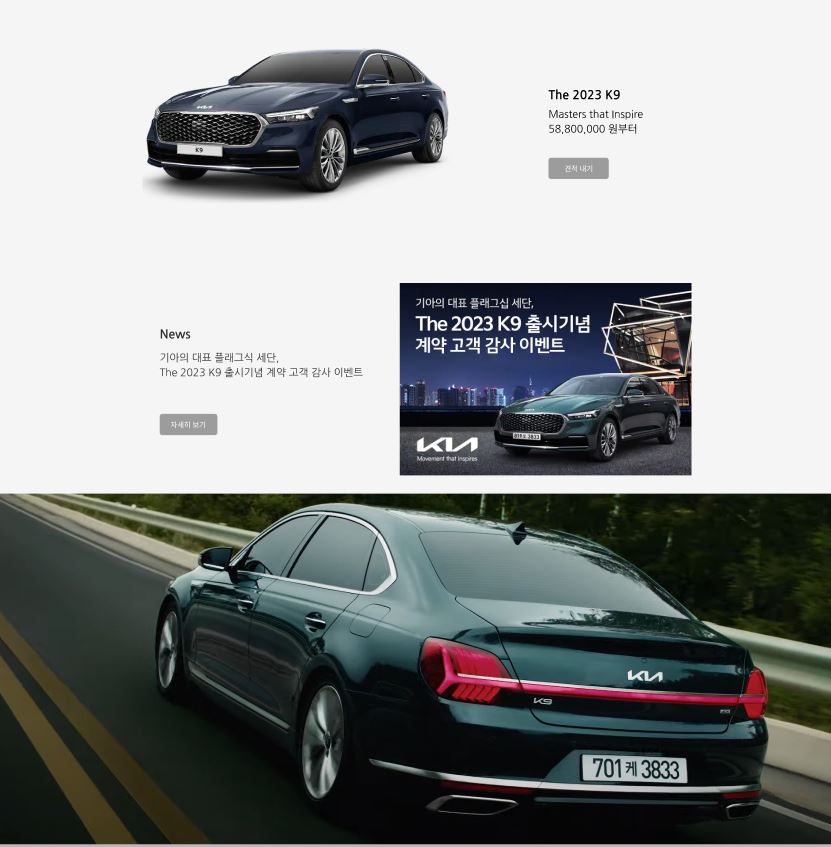 K9
The 2023 K9
Masters that Inspire
58,800,000 원부터
견적 내기
News
기아의 대표 플래그식 세단,
The 2023 K9 출시기념 계약 고객 감사 이벤트
자세히 보기
기아의 대표 플래그십 세단,
The 2023 K9 출시기념
계약 고객 감사 이벤트
KIA
Movement that inspires
KIA
K9
701케 3833